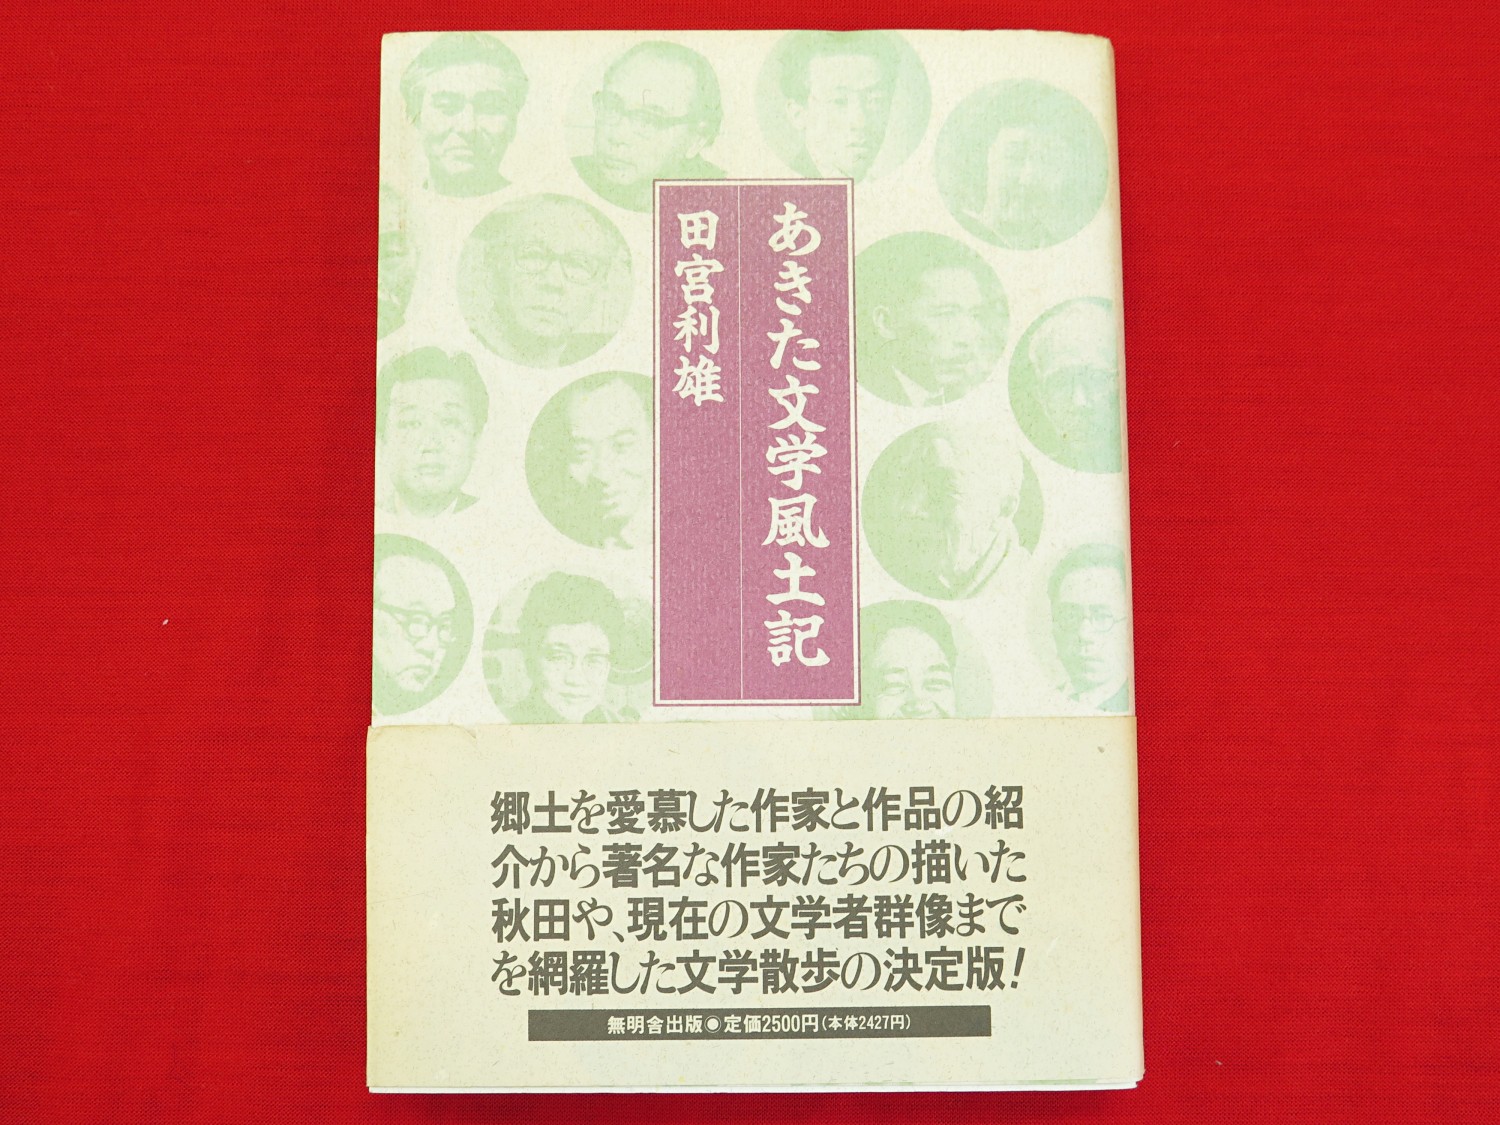 あきた文学風土記
田宮利雄
郷土を愛慕した作家と作品の紹
介から著名な作家たちの描いた
秋田や、現在の文学者群像まで
を網羅した文学散歩の決定版!
無明舎出版◉定価2500円(本体2427円)